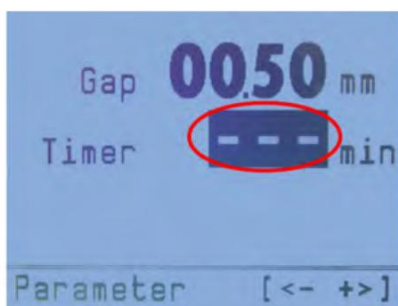 Gap 00.50 mm
Timer - - - min
Parameter [<- +>]